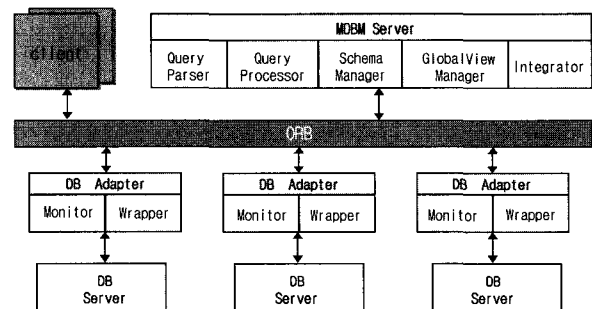 client
MDBM Server
Query Parser
Query Processor
Schema Manager
GlobalView Manager
Integrator
ORB
DB Adapter
Monitor
Wrapper
DB Adapter
Monitor
Wrapper
DB Adapter
Monitor
Wrapper
DB Server
DB Server
DB Server